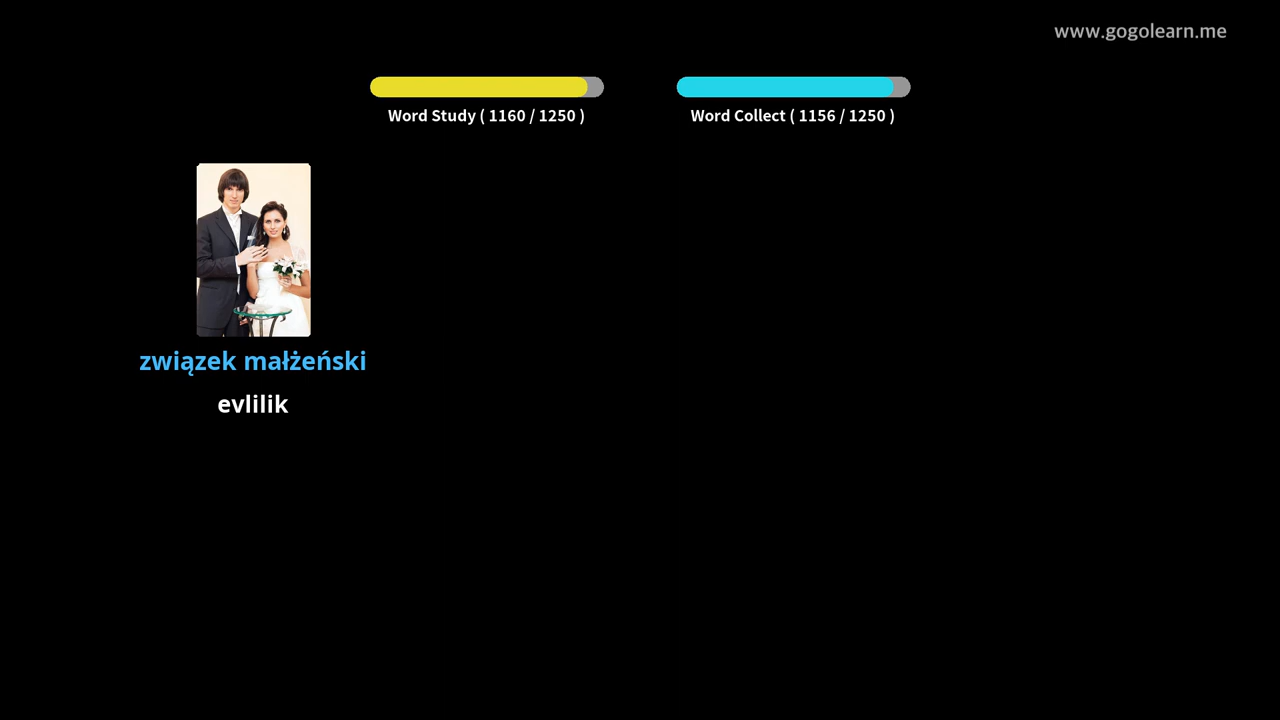 www.gogolearn.me
Word Study ( 1160 / 1250 )
Word Collect ( 1156 / 1250 )
związek małżeński
evlilik